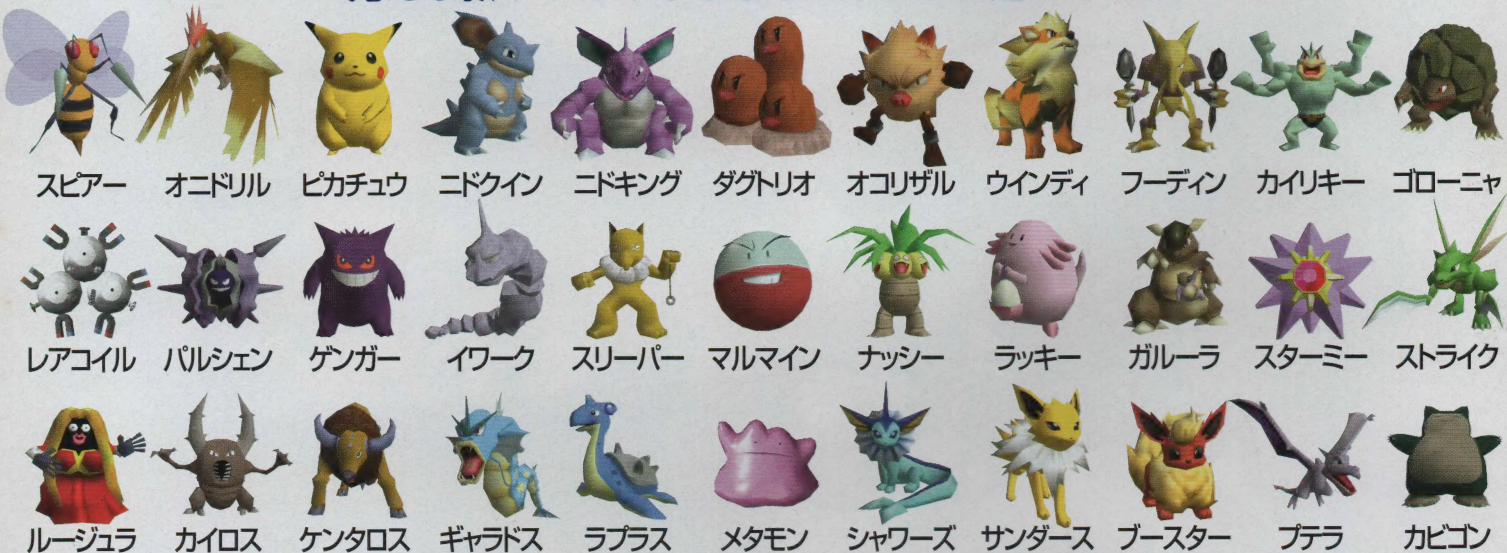 スピアー オニドリル ピカチュウ ニドクイン ニドキング ダグトリオ オコリザル ウインディ フーディン カイリキー ゴローニャ
レアコイル パルシェン ゲンガー イワーク スリーパー マルマイン ナッシー ラッキー ガルーラ スターミー ストライク
ルージュラ カイロス ケンタロス ギャラドス ラプラス メタモン シャワーズ サンダース ブースター プテラ カビゴン